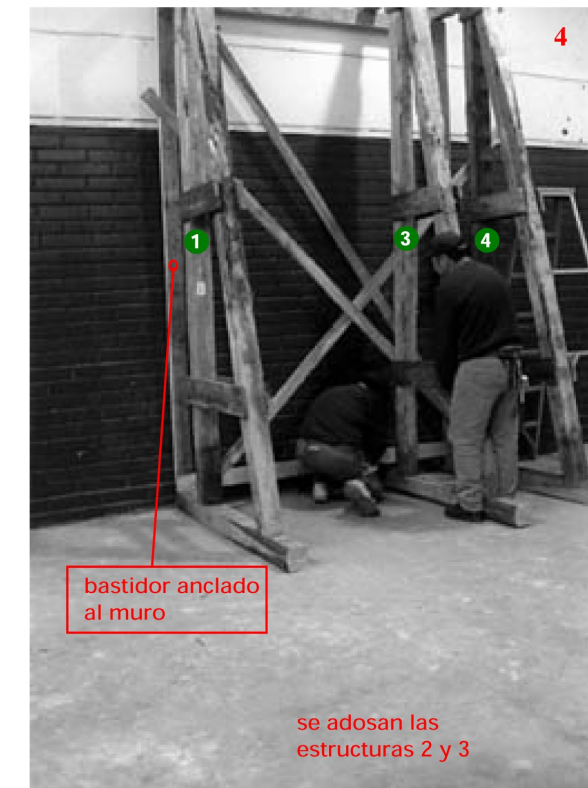 4
1
3
4
bastidor anclado
al muro
se adosan las
estructuras 2 y 3